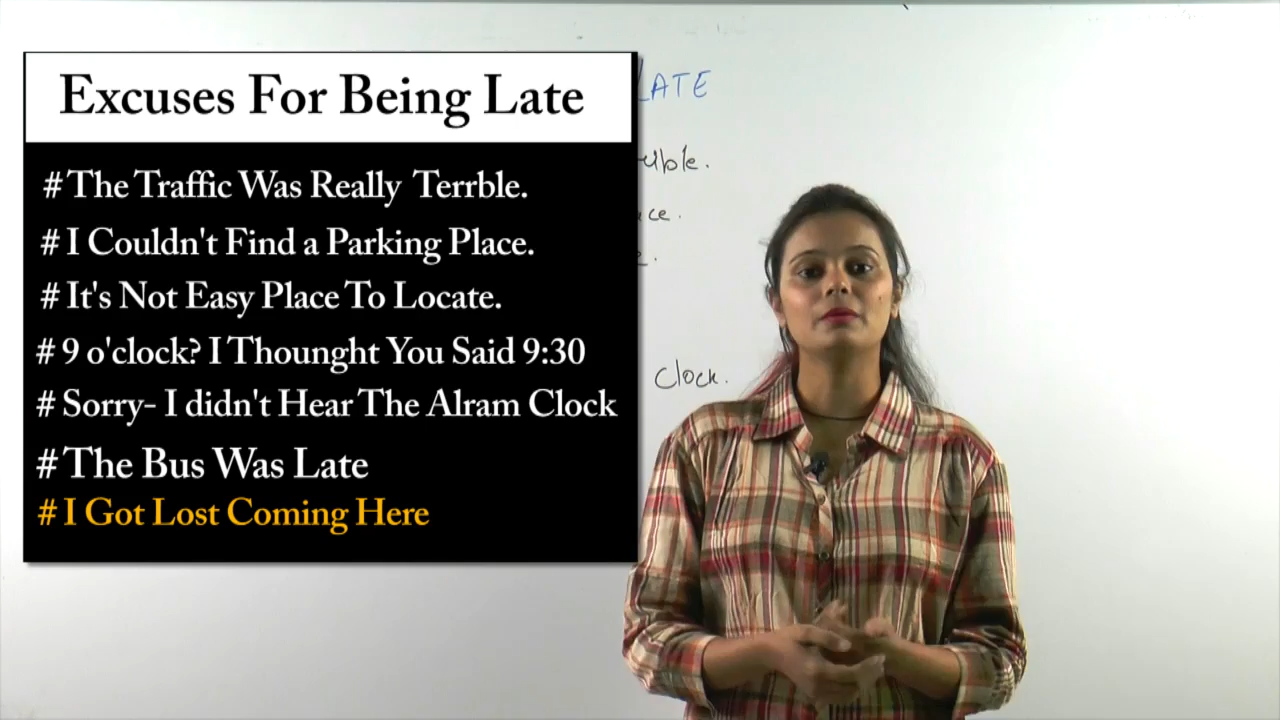 Excuses For Being Late
# The Traffic Was Really Terrble.
# I Couldn't Find a Parking Place.
# It's Not Easy Place To Locate.
# 9 o'clock? I Thounght You Said 9:30
# Sorry- I didn't Hear The Alram Clock
# The Bus Was Late
# I Got Lost Coming Here
LATE
clock.